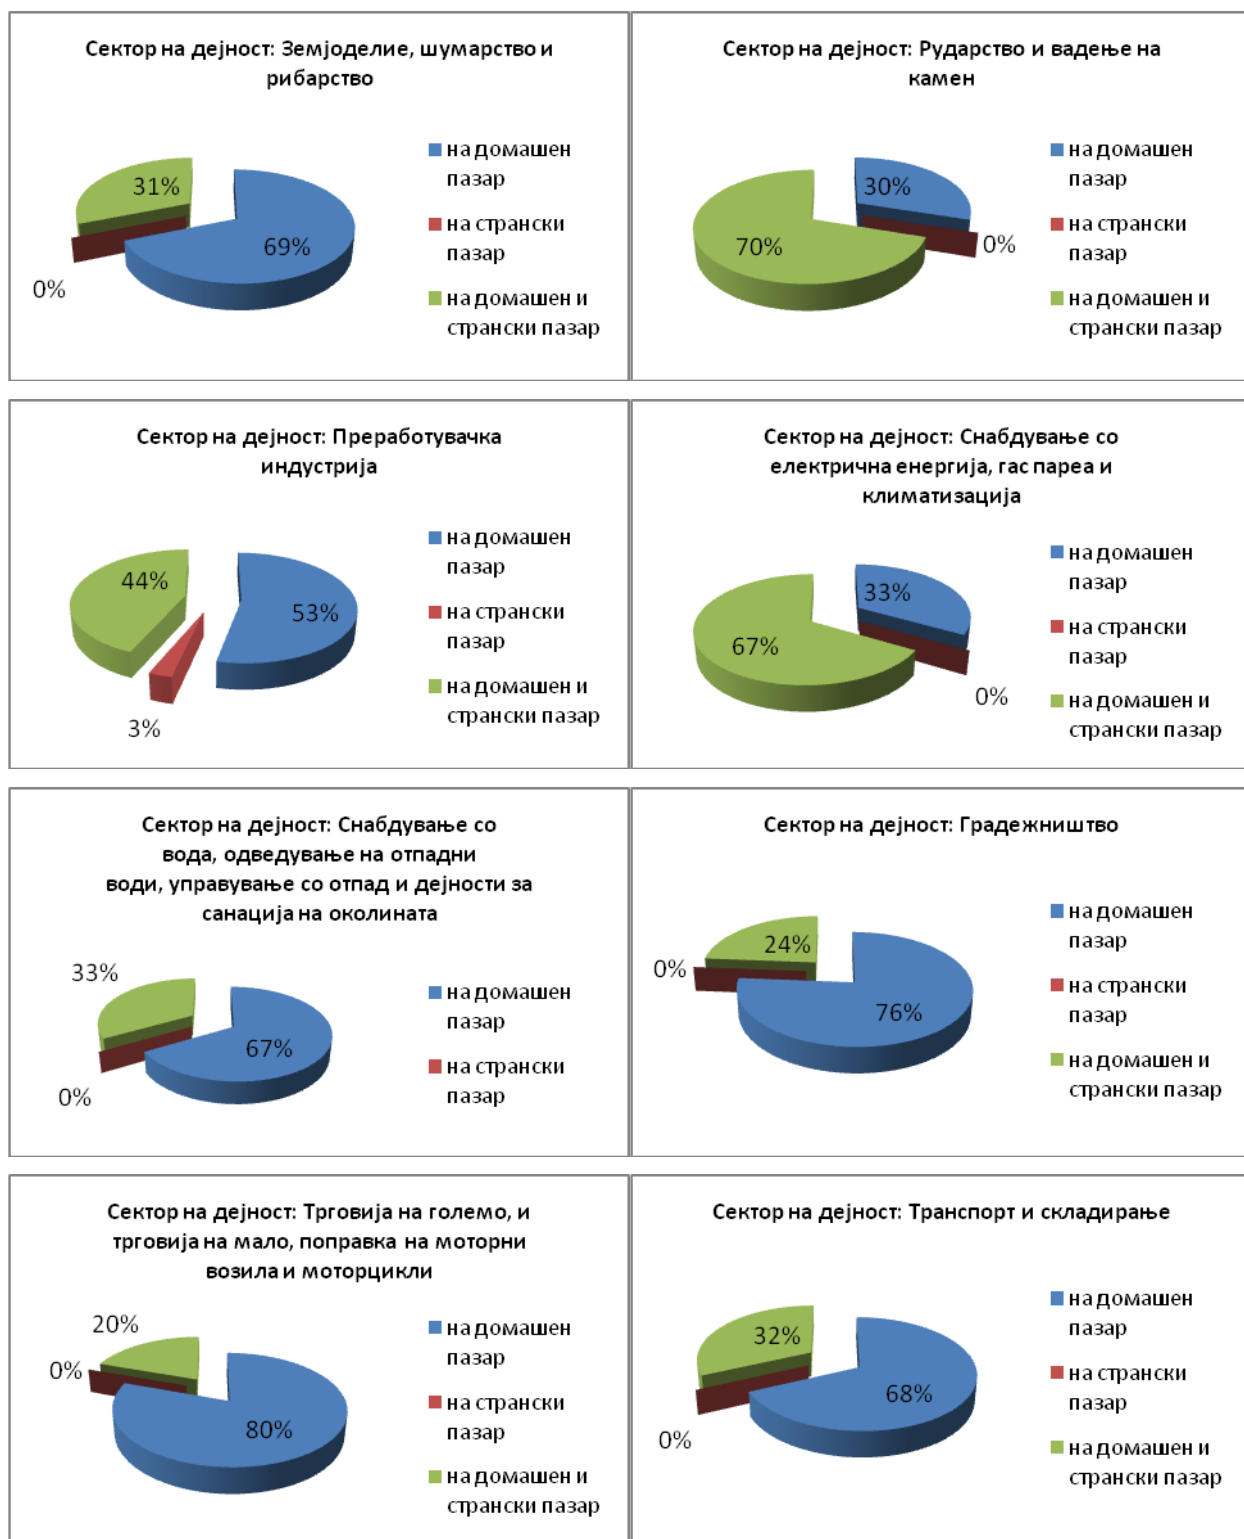 Сектор на дејност: Земјоделие, шумарство и
рибарство
31%
69%
0%
на домашен
пазар
на странски
пазар
на домашен и
странски пазар
Сектор на дејност: Рударство и вадење на
камен
30%
70%
0%
на домашен
пазар
на странски
пазар
на домашен и
странски пазар
Сектор на дејност: Преработувачка
индустрија
44%
53%
3%
на домашен
пазар
на странски
пазар
на домашен и
странски пазар
Сектор на дејност: Снабдување со
електрична енергија, гас пареа и
климатизација
33%
67%
0%
на домашен
пазар
на странски
пазар
на домашен и
странски пазар
Сектор на дејност: Снабдување со
вода, одведување на отпадни
води, управување со отпад и дејности за
санација на околината
33%
67%
0%
на домашен
пазар
на странски
пазар
Сектор на дејност: Градежништво
24%
0%
76%
на домашен
пазар
на странски
пазар
на домашен и
странски пазар
Сектор на дејност: Трговија на големо, и
трговија на мало, поправка на моторни
возила и моторцикли
20%
0%
80%
на домашен
пазар
на странски
пазар
на домашен и
странски пазар
Сектор на дејност: Транспорт и складирање
32%
68%
0%
на домашен
пазар
на странски
пазар
на домашен и
странски пазар